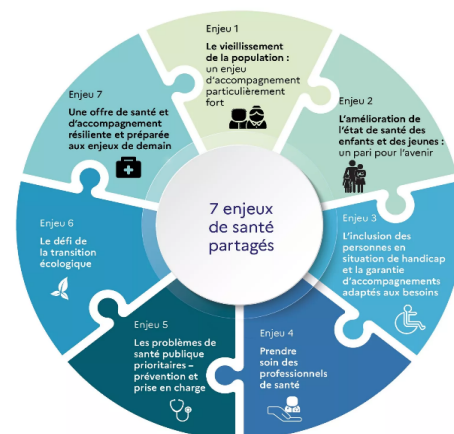 Enjeu 1
Le vieillissement
de la population :
un enjeu
d'accompagnement
particulièrement
fort
Enjeu 2
L'amélioration de
l'état de santé des
enfants et des jeunes :
un pari pour l'avenir
Enjeu 3
L'inclusion des
personnes en
situation de handicap
et la garantie
d'accompagnements
adaptés aux besoins
Enjeu 4
Prendre
soin des
professionnels
de santé
Enjeu 5
Les problèmes de
santé publique
prioritaires –
prévention et
prise en charge
Enjeu 6
Le défi de
la transition
écologique
Enjeu 7
Une offre de santé et
d'accompagnement
résiliente et préparée
aux enjeux de demain
7 enjeux
de santé
partagés